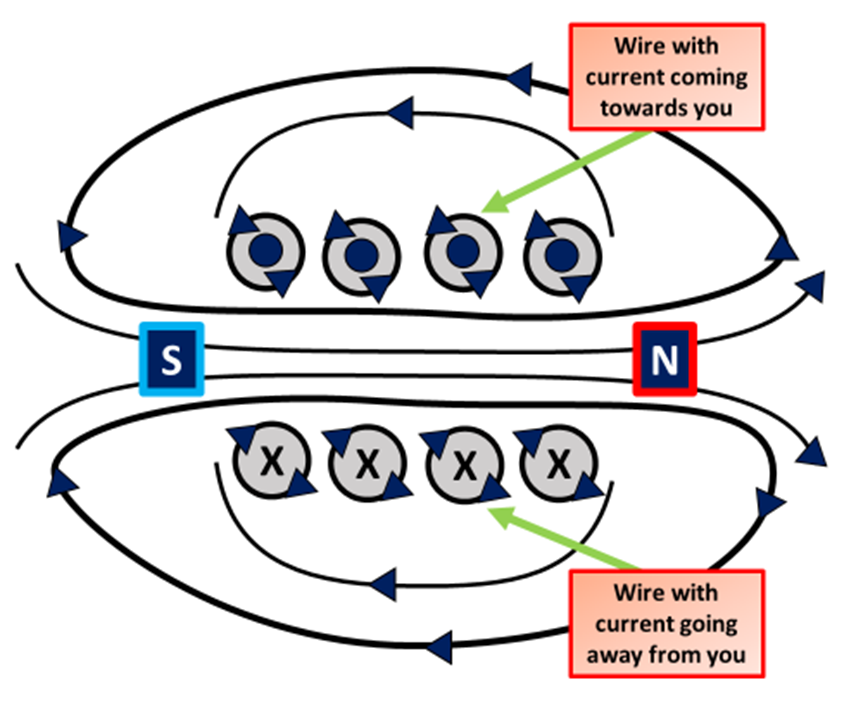 Wire with
current coming
towards you
S
N
X X X X
Wire with
current going
away from you